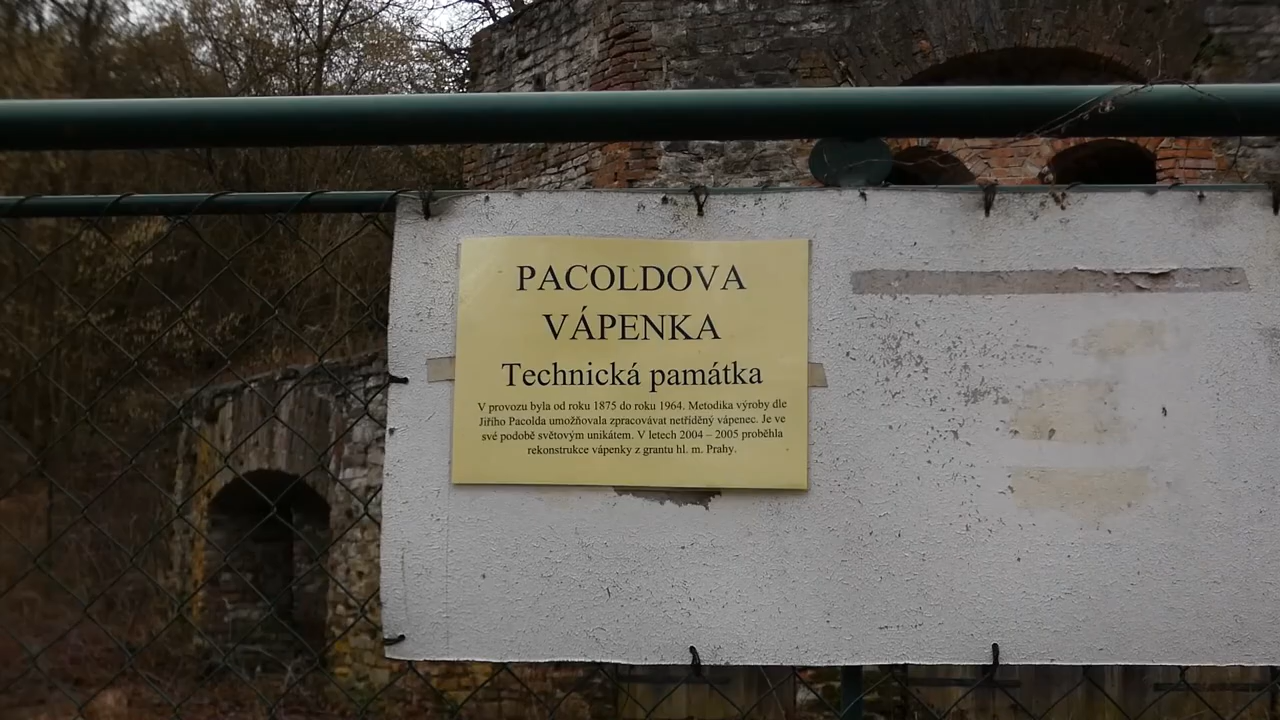 PACOLDOVA
VÁPENKA
Technická památka
V provozu byla od roku 1875 do roku 1964. Metodika výroby dle
Jiřího Pacolda umožňovala zpracovávat netříděný vápenec. Je ve
své podobě světovým unikátem. V letech 2004 – 2005 proběhla
rekonstrukce vápenky z grantu hl. m. Prahy.